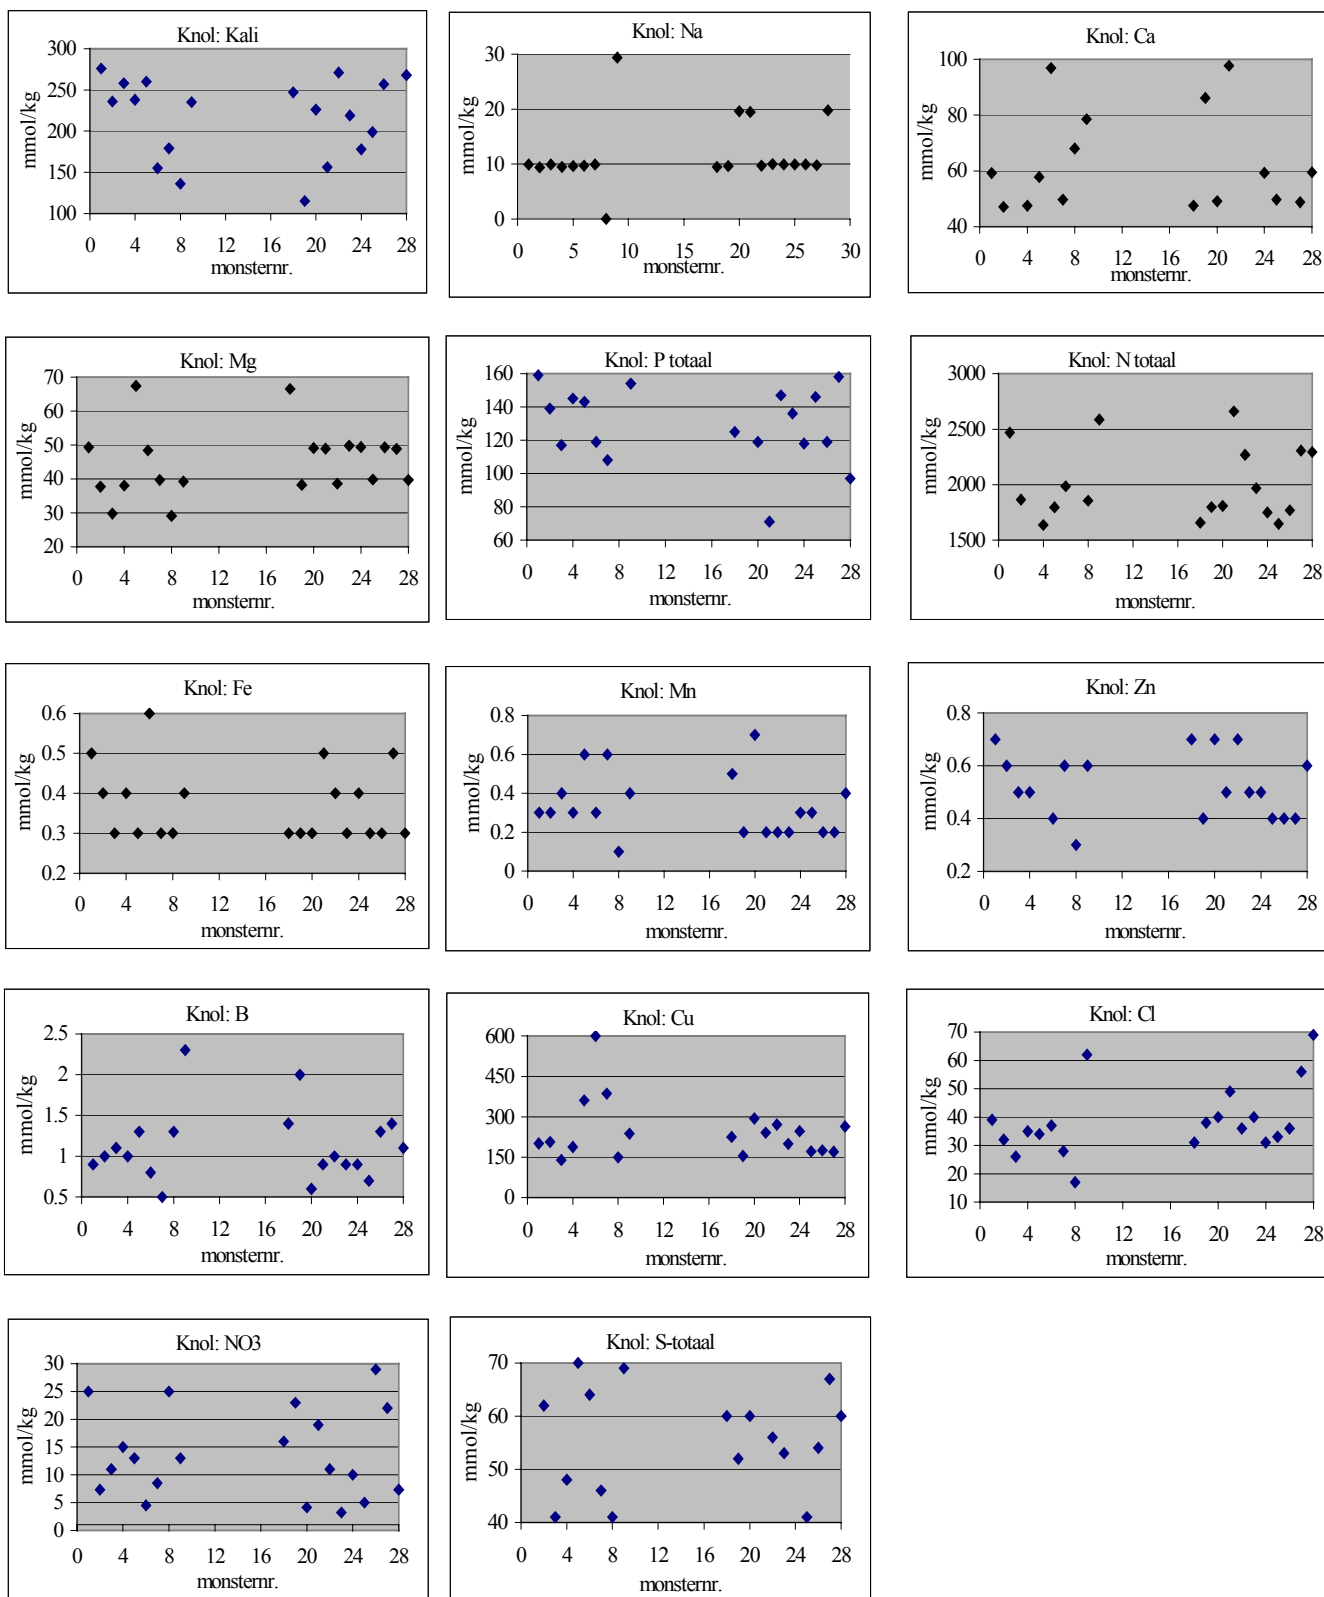 Knol: Kali
300
250
200
150
100
mmol/kg
0 4 8 12 16 20 24 28
monsternr.
Knol: Na
30
20
10
0
mmol/kg
0 5 10 15 20 25 30
monsternr.
Knol: Ca
100
80
60
40
mmol/kg
0 4 8 12 16 20 24 28
monsternr.
Knol: Mg
70
60
50
40
30
20
mmol/kg
0 4 8 12 16 20 24 28
monsternr.
Knol: P totaal
160
140
120
100
80
60
mmol/kg
0 4 8 12 16 20 24 28
monsternr.
Knol: N totaal
3000
2500
2000
1500
mmol/kg
0 4 8 12 16 20 24 28
monsternr.
Knol: Fe
0.6
0.5
0.4
0.3
0.2
mmol/kg
0 4 8 12 16 20 24 28
monsternr.
Knol: Mn
0.8
0.6
0.4
0.2
0
mmol/kg
0 4 8 12 16 20 24 28
monsternr.
Knol: Zn
0.8
0.6
0.4
0.2
mmol/kg
0 4 8 12 16 20 24 28
monsternr.
Knol: B
2.5
2
1.5
1
0.5
mmol/kg
0 4 8 12 16 20 24 28
monsternr.
Knol: Cu
600
450
300
150
0
mmol/kg
0 4 8 12 16 20 24 28
monsternr.
Knol: Cl
70
60
50
40
30
20
10
mmol/kg
0 4 8 12 16 20 24 28
monsternr.
Knol: NO3
30
25
20
15
10
5
0
mmol/kg
0 4 8 12 16 20 24 28
monsternr.
Knol: S-totaal
70
60
50
40
mmol/kg
0 4 8 12 16 20 24 28
monsternr.